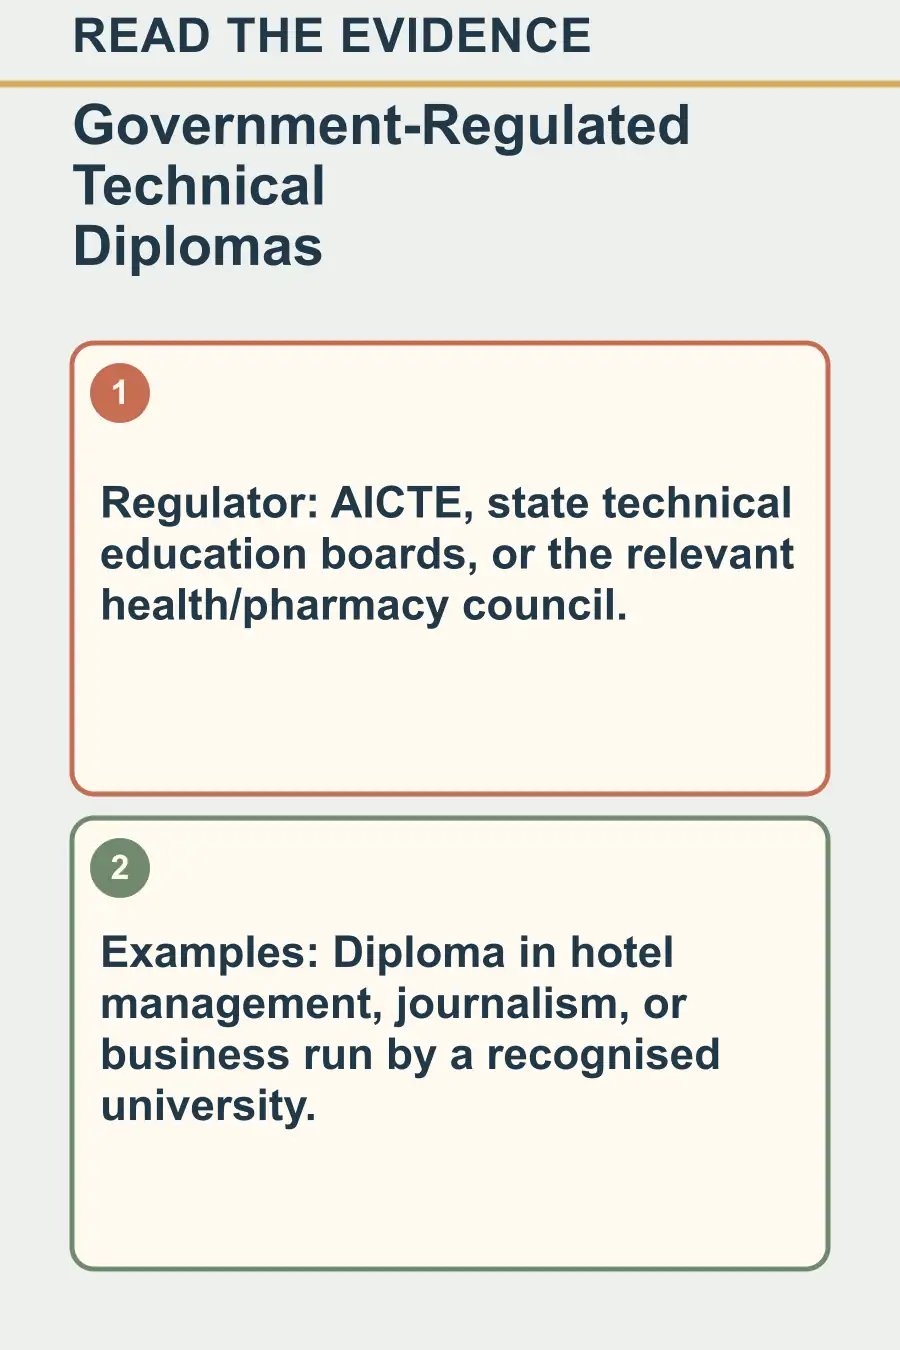 READ THE EVIDENCE
Government-Regulated
Technical
Diplomas
1
Regulator: AICTE, state technical
education boards, or the relevant
health/pharmacy council.
2
Examples: Diploma in hotel
management, journalism, or
business run by a recognised
university.